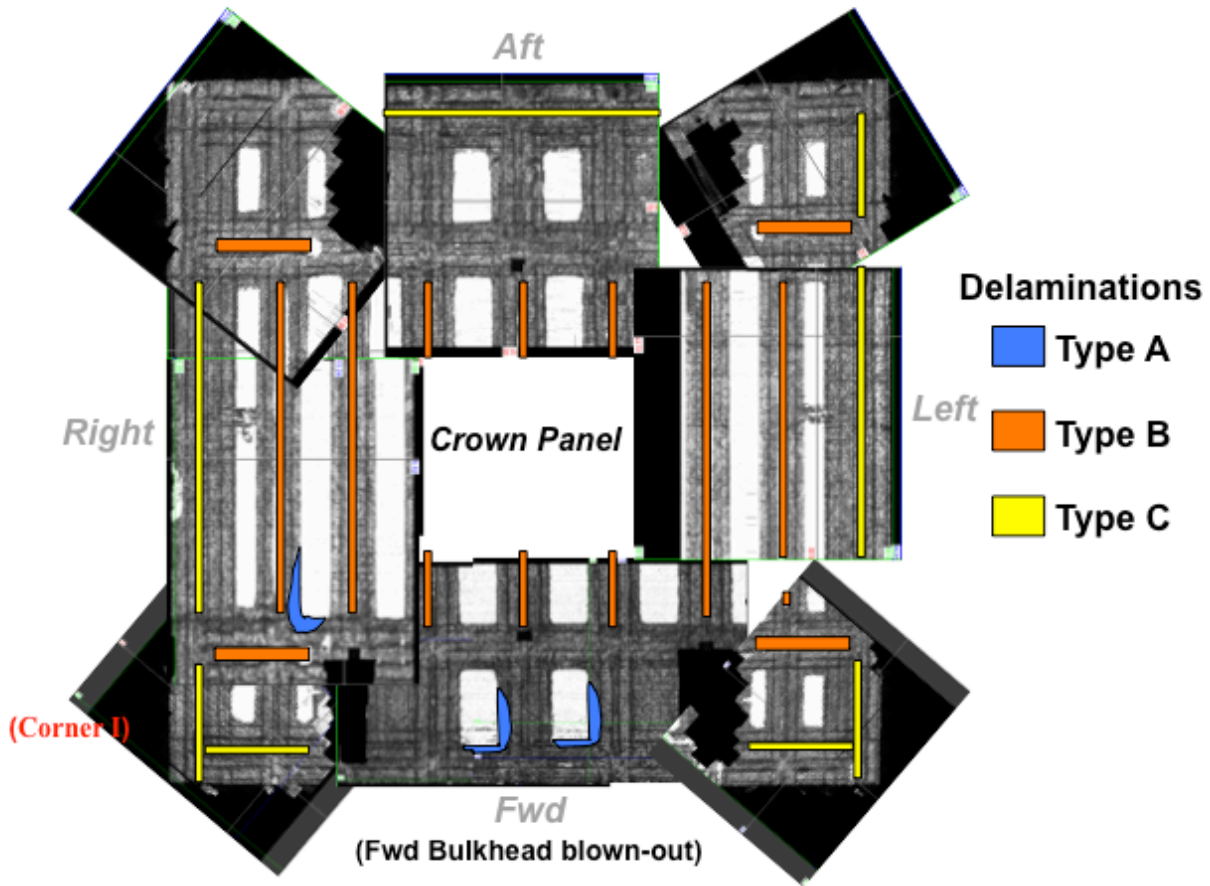 Aft
Delaminations
Type A
Right
Crown Panel
Left
Type B
Type C
(Corner I)
Fwd
(Fwd Bulkhead blown-out)